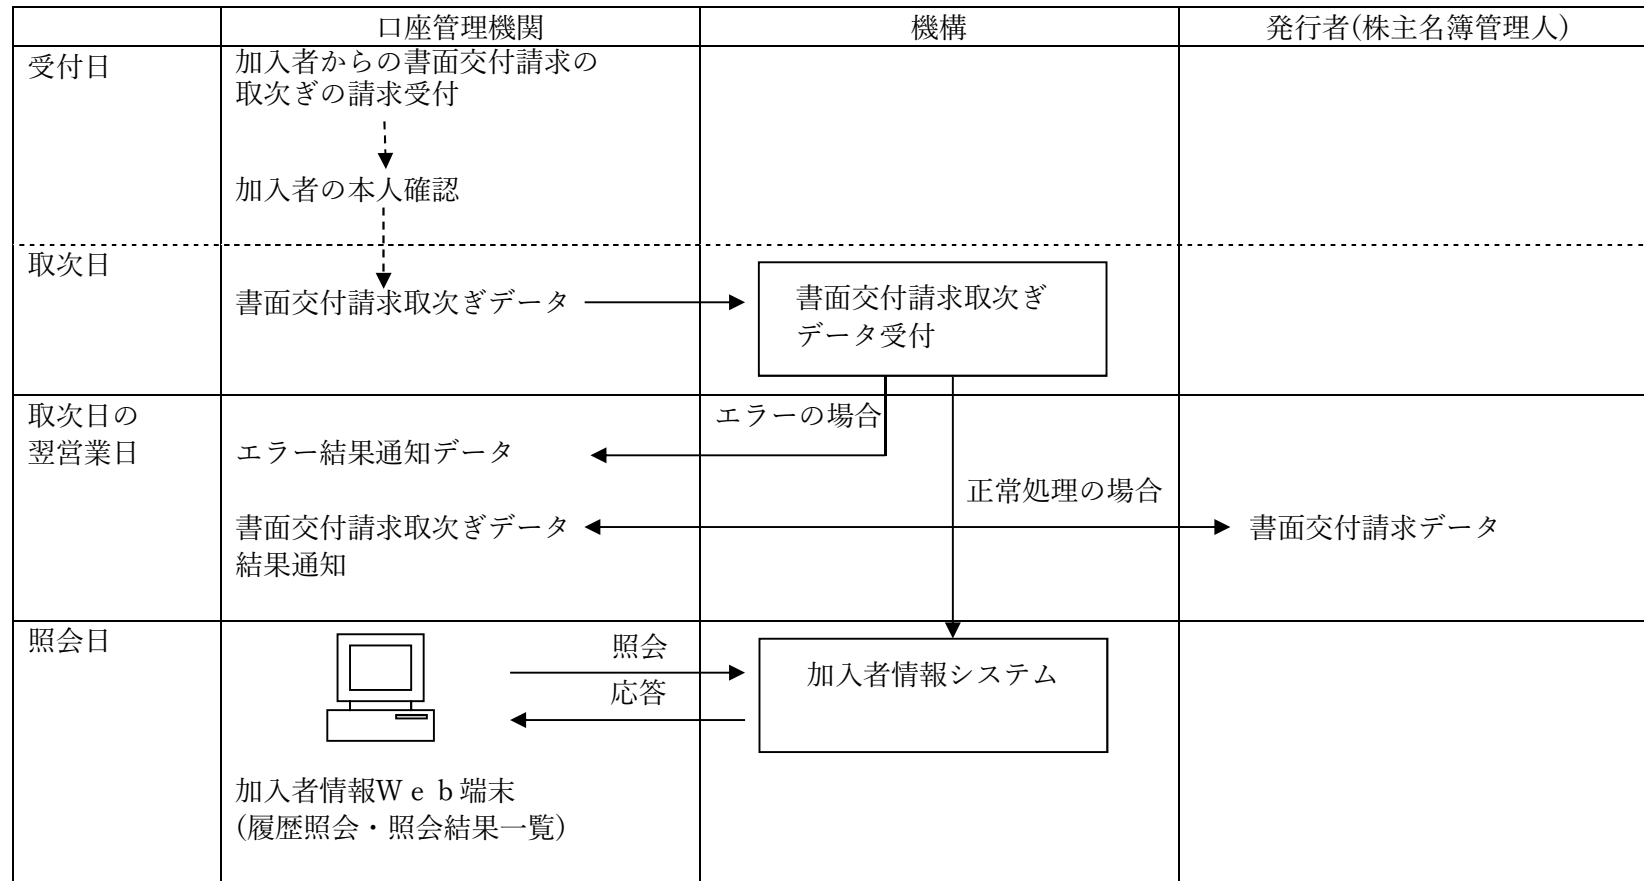 口座管理機関
機構
発行者(株主名簿管理人)
受付日
加入者からの書面交付請求の
取次ぎの請求受付
加入者の本人確認
取次日
書面交付請求取次ぎデータ
書面交付請求取次ぎ
データ受付
取次日の
翌営業日
エラーの場合
エラー結果通知データ
正常処理の場合
書面交付請求取次ぎデータ
結果通知
書面交付請求データ
照会日
照会
応答
加入者情報システム
加入者情報Ｗｅｂ端末
(履歴照会・照会結果一覧)